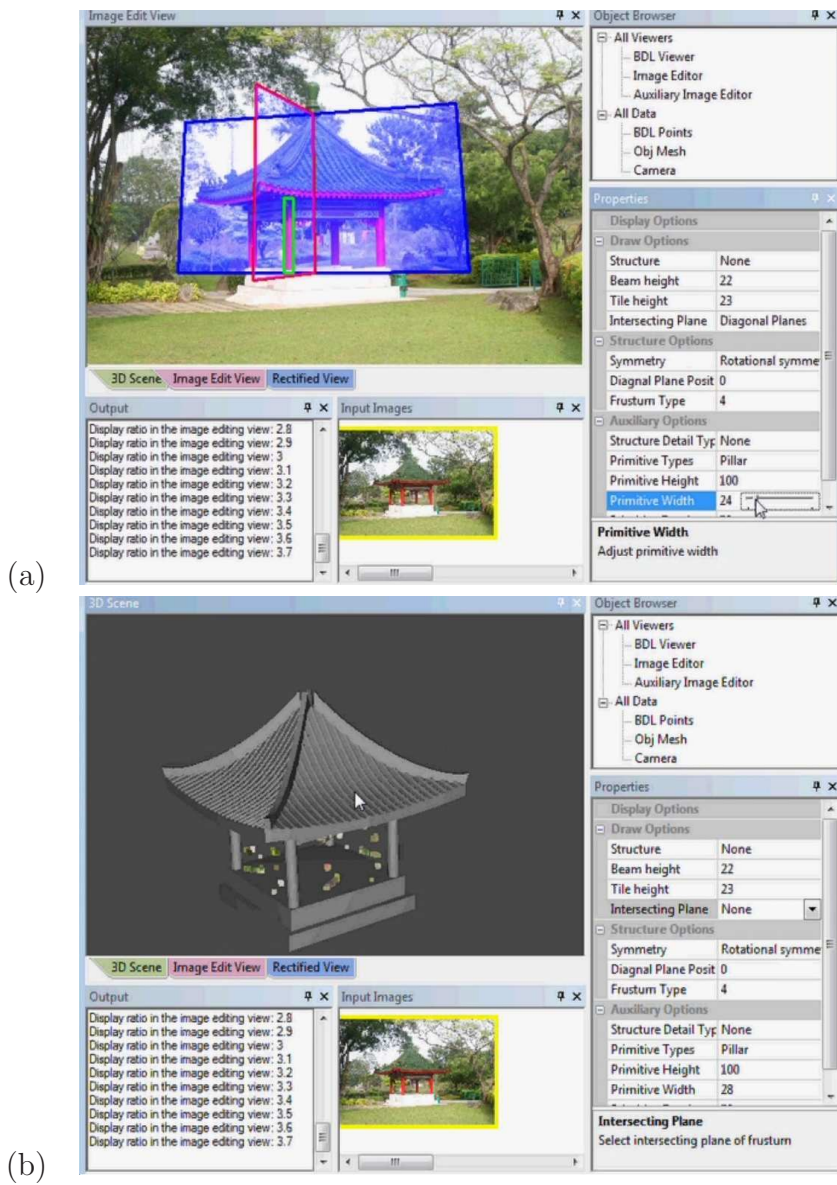 (a)
Image Edit View
Object Browser
All Viewers
BDL Viewer
Image Editor
Auxiliary Image Editor
All Data
BDL Points
Obj Mesh
Camera
Properties
Display Options
Draw Options
Structure None
Beam height 22
Tile height 23
Intersecting Plane Diagonal Planes
Structure Options
Symmetry Rotational symme
Diagnal Plane Posit 0
Frustum Type 4
Auxiliary Options
Structure Detail Typ None
Primitive Types Pillar
Primitive Height 100
Primitive Width 24
Primitive Width
Adjust primitive width
3D Scene Image Edit View Rectified View
Output
Display ratio in the image editing view: 2.8
Display ratio in the image editing view: 2.9
Display ratio in the image editing view: 3
Display ratio in the image editing view: 3.1
Display ratio in the image editing view: 3.2
Display ratio in the image editing view: 3.3
Display ratio in the image editing view: 3.4
Display ratio in the image editing view: 3.5
Display ratio in the image editing view: 3.6
Display ratio in the image editing view: 3.7
Input Images
(b)
3D Scene
Object Browser
All Viewers
BDL Viewer
Image Editor
Auxiliary Image Editor
All Data
BDL Points
Obj Mesh
Camera
Properties
Display Options
Draw Options
Structure None
Beam height 22
Tile height 23
Intersecting Plane None
Structure Options
Symmetry Rotational symme
Diagnal Plane Posit 0
Frustum Type 4
Auxiliary Options
Structure Detail Typ None
Primitive Types Pillar
Primitive Height 100
Primitive Width 28
Intersecting Plane
Select intersecting plane of frusturn
3D Scene Image Edit View Rectified View
Output
Display ratio in the image editing view: 2.8
Display ratio in the image editing view: 2.9
Display ratio in the image editing view: 3
Display ratio in the image editing view: 3.1
Display ratio in the image editing view: 3.2
Display ratio in the image editing view: 3.3
Display ratio in the image editing view: 3.4
Display ratio in the image editing view: 3.5
Display ratio in the image editing view: 3.6
Display ratio in the image editing view: 3.7
Input Images